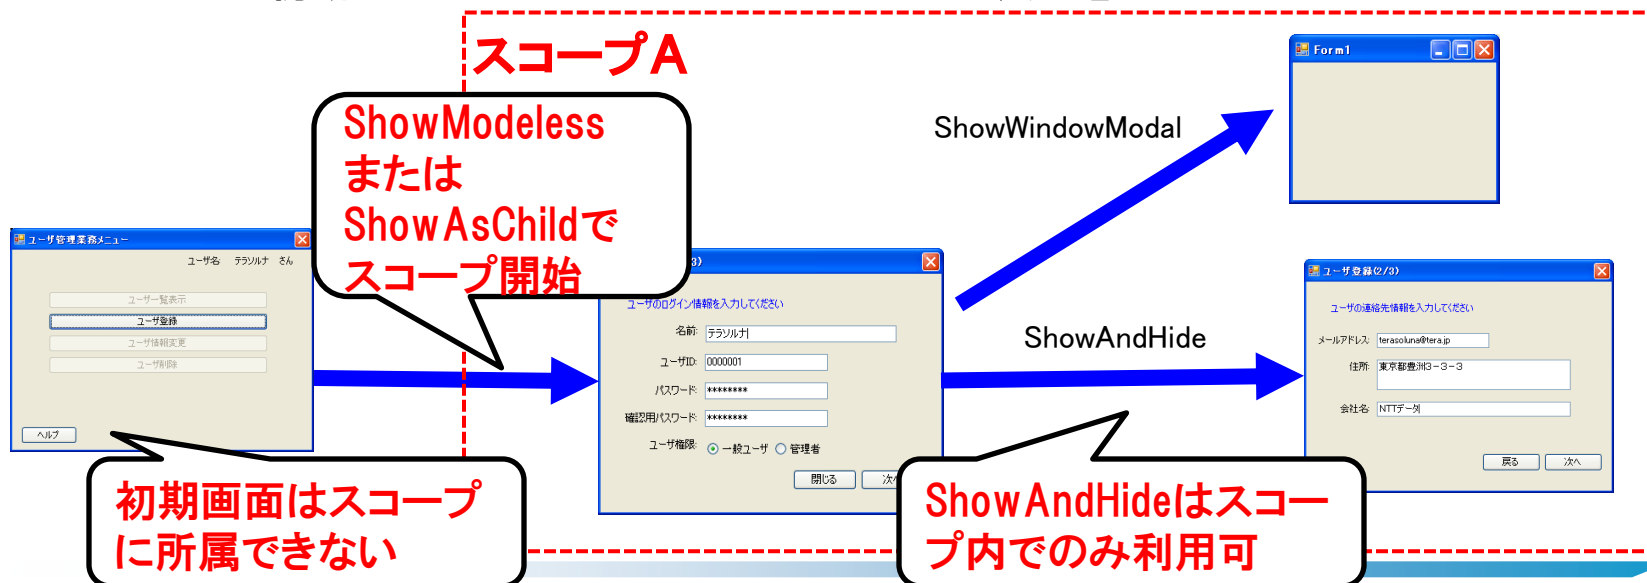 スコープA
Form1
ShowModeless
または
ShowAsChildで
スコープ開始
ShowWindowModal
ユーザ管理業務メニュー
ユーザ名: テラソルナ さん
ユーザー覧表示
ユーザ登録
ユーザ情報変更
ユーザ削除
ヘルプ
3)
ユーザのログイン情報を入力してください
名前: テラソルナ
ユーザID: 0000001
パスワード: ********
確認用パスワード: ********
ユーザ権限: 一般ユーザ 管理者
閉じる 次へ
ShowAndHide
ユーザ登録(2/3)
ユーザの連絡先情報を入力してください
メールアドレス: terasoluna@tera.jp
住所: 東京都豊洲3-3-3
会社名: NTTデータ
戻る 次へ
初期画面はスコープ
に所属できない
ShowAndHideはスコー
プ内でのみ利用可